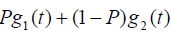 Pg₁(t) + (1 − P)g₂(t)